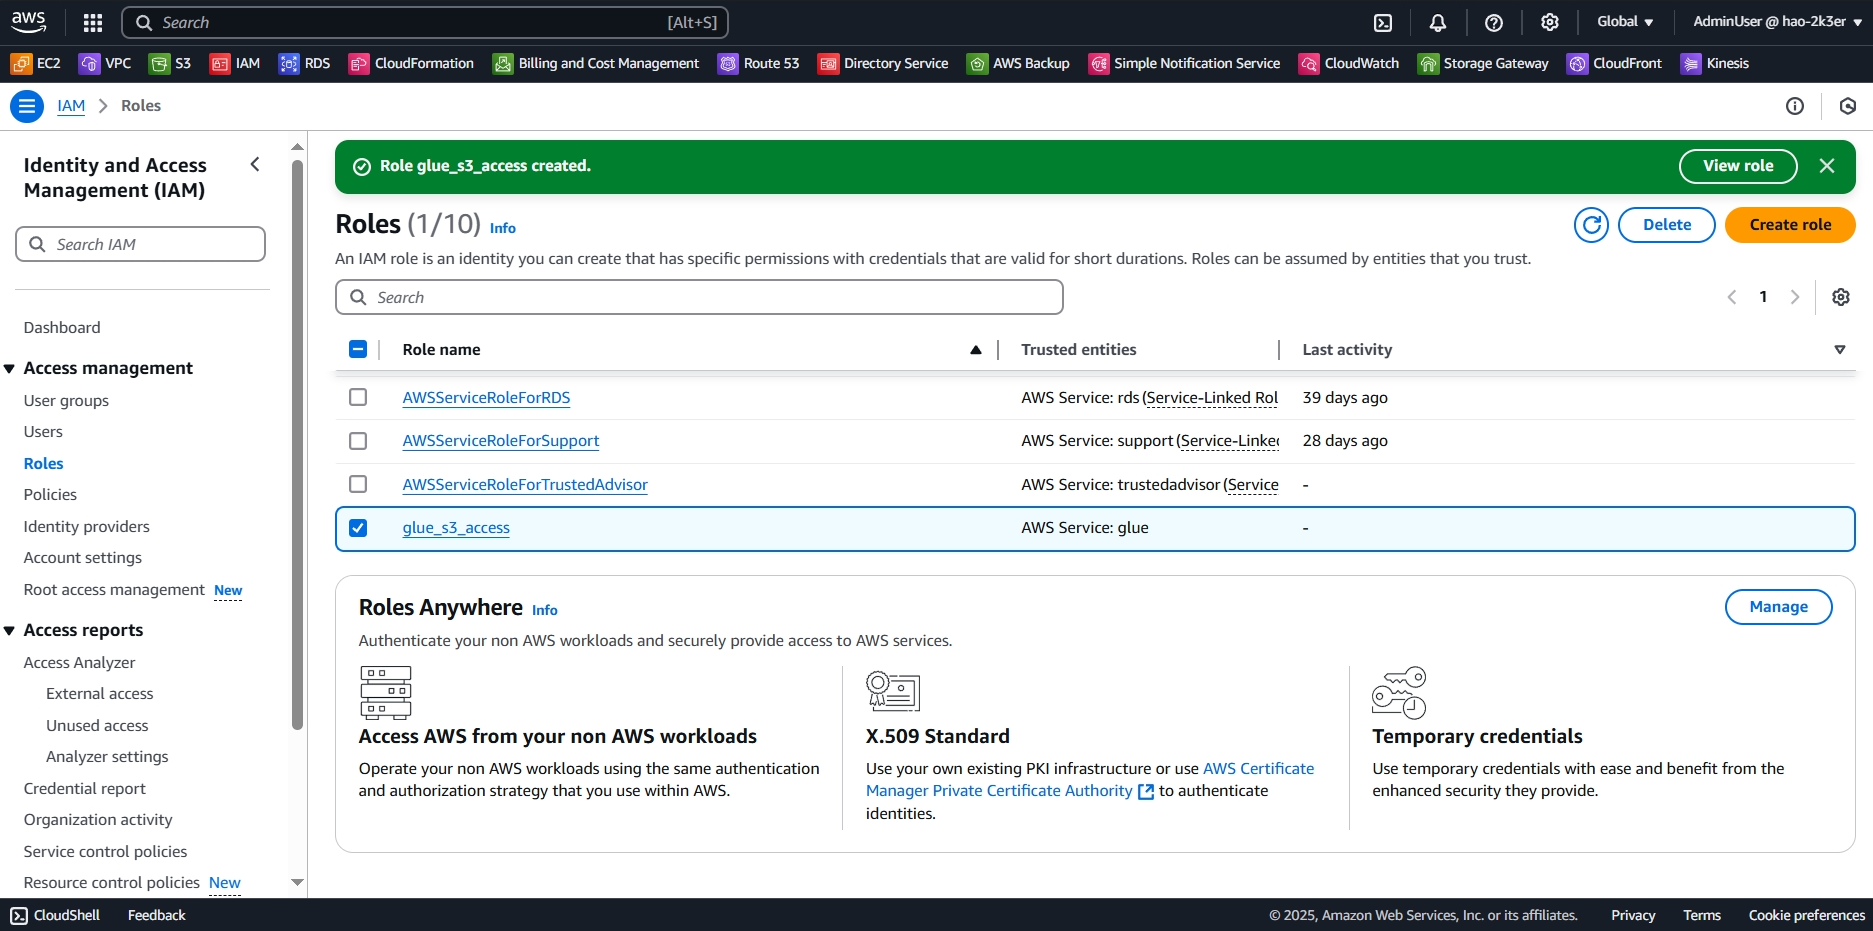 aws
Search [Alt+S]
Global
AdminUser @ hao-2k3er
EC2 VPC S3 IAM RDS CloudFormation Billing and Cost Management Route 53 Directory Service AWS Backup Simple Notification Service CloudWatch Storage Gateway CloudFront Kinesis
IAM > Roles
Identity and Access
Management (IAM)
Search IAM
Dashboard
Access management
User groups
Users
Roles
Policies
Identity providers
Account settings
Root access management New
Access reports
Access Analyzer
External access
Unused access
Analyzer settings
Credential report
Organization activity
Service control policies
Resource control policies New
Role glue_s3_access created.
View role
Roles (1/10) Info
Delete
Create role
An IAM role is an identity you can create that has specific permissions with credentials that are valid for short durations. Roles can be assumed by entities that you trust.
Search
1
Role name Trusted entities Last activity
AWSServiceRoleForRDS AWS Service: rds (Service-Linked Rol 39 days ago
AWSServiceRoleForSupport AWS Service: support (Service-Linked 28 days ago
AWSServiceRoleForTrustedAdvisor AWS Service: trustedadvisor (Service -
glue_s3_access AWS Service: glue -
Roles Anywhere Info
Manage
Authenticate your non AWS workloads and securely provide access to AWS services.
Access AWS from your non AWS workloads
Operate your non AWS workloads using the same authentication
and authorization strategy that you use within AWS.
X.509 Standard
Use your own existing PKI infrastructure or use AWS Certificate
Manager Private Certificate Authority to authenticate
identities.
Temporary credentials
Use temporary credentials with ease and benefit from the
enhanced security they provide.
CloudShell Feedback
© 2025, Amazon Web Services, Inc. or its affiliates. Privacy Terms Cookie preferences